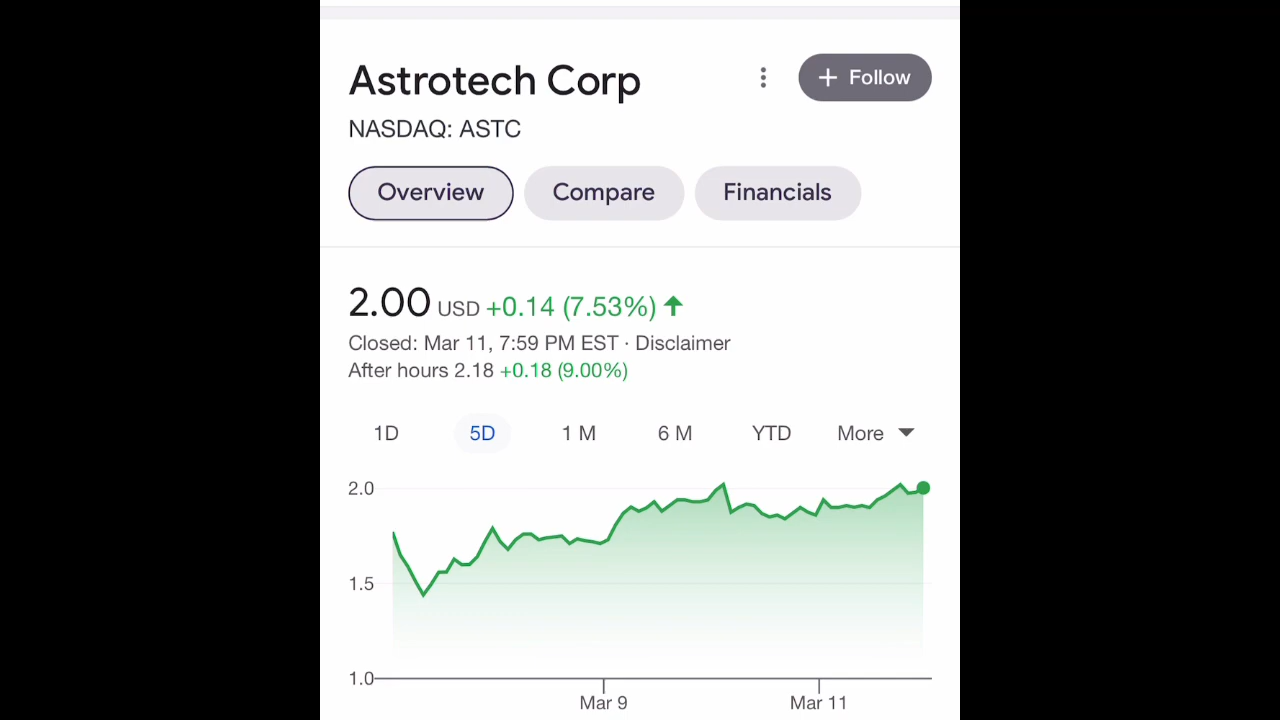 Astrotech Corp
+ Follow
NASDAQ: ASTC
Overview
Compare
Financials
2.00 USD +0.14 (7.53%)
Closed: Mar 11, 7:59 PM EST · Disclaimer
After hours 2.18 +0.18 (9.00%)
1D 5D 1 M 6 M YTD More
2.0
1.5
1.0
Mar 9 Mar 11